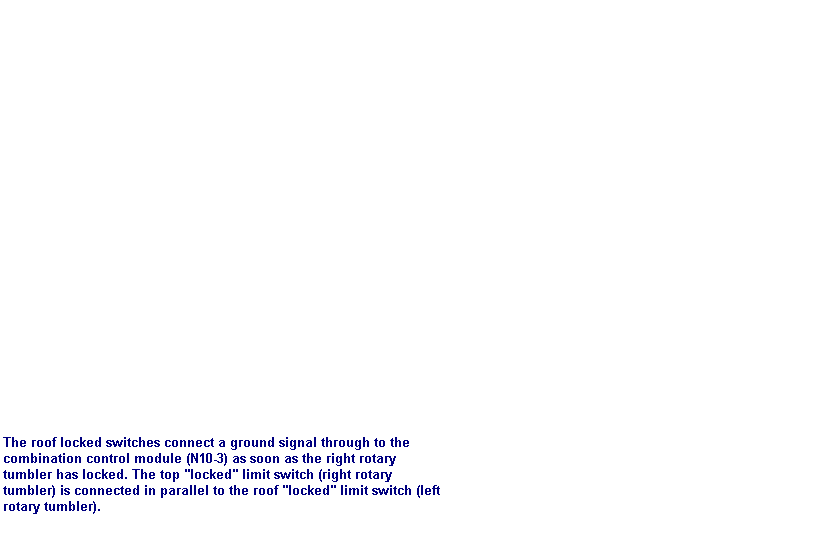 The roof locked switches connect a ground signal through to the
combination control module (N10-3) as soon as the right rotary
tumbler has locked. The top "locked" limit switch (right rotary
tumbler) is connected in parallel to the roof "locked" limit switch (left
rotary tumbler).